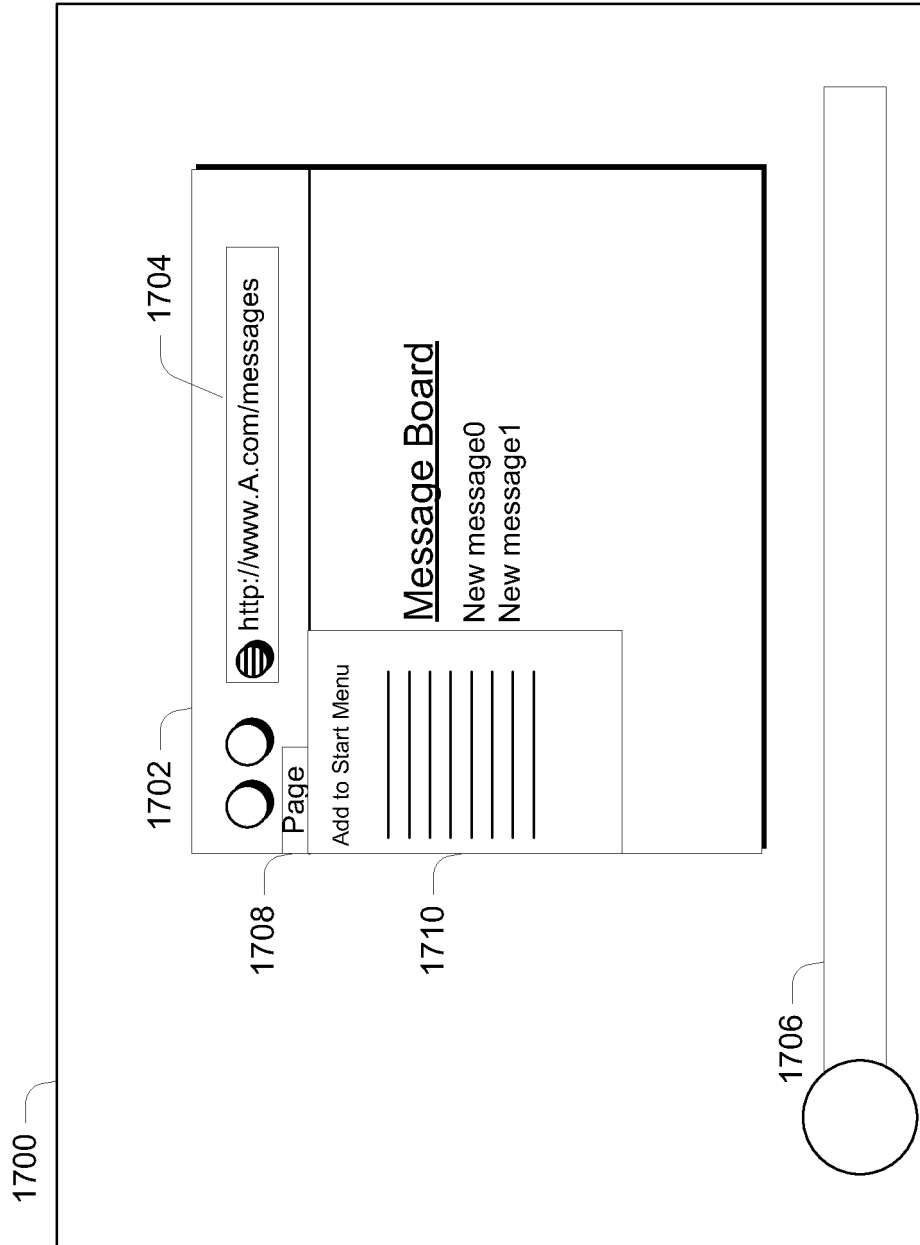 1700
1702
1704
http://www.A.com/messages
1708
Page
Add to Start Menu
1710
Message Board
New message0
New message1
1706